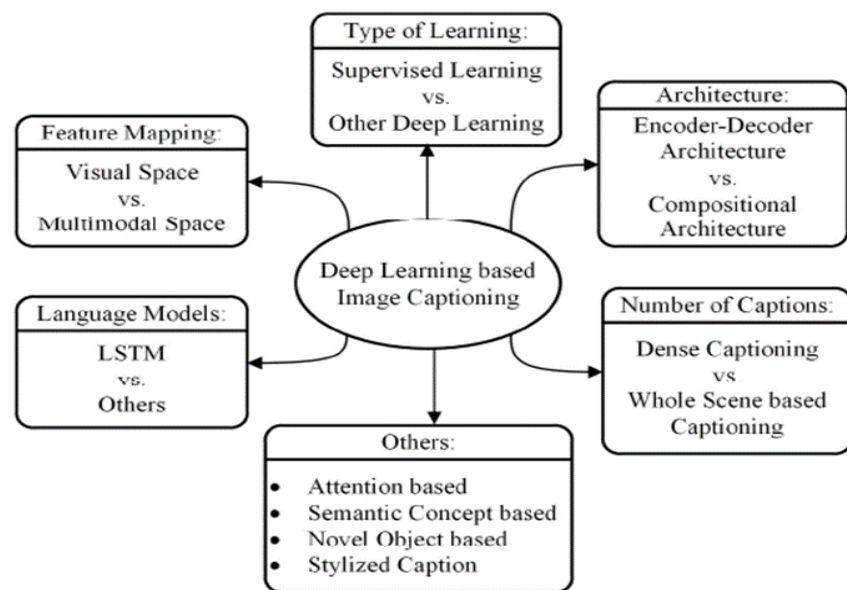 Type of Learning:
Supervised Learning
vs.
Other Deep Learning
Architecture:
Encoder-Decoder
Architecture
vs.
Compositional
Architecture
Feature Mapping:
Visual Space
vs.
Multimodal Space
Deep Learning based
Image Captioning
Language Models:
LSTM
vs.
Others
Number of Captions:
Dense Captioning
vs
Whole Scene based
Captioning
Others:
• Attention based
• Semantic Concept based
• Novel Object based
• Stylized Caption